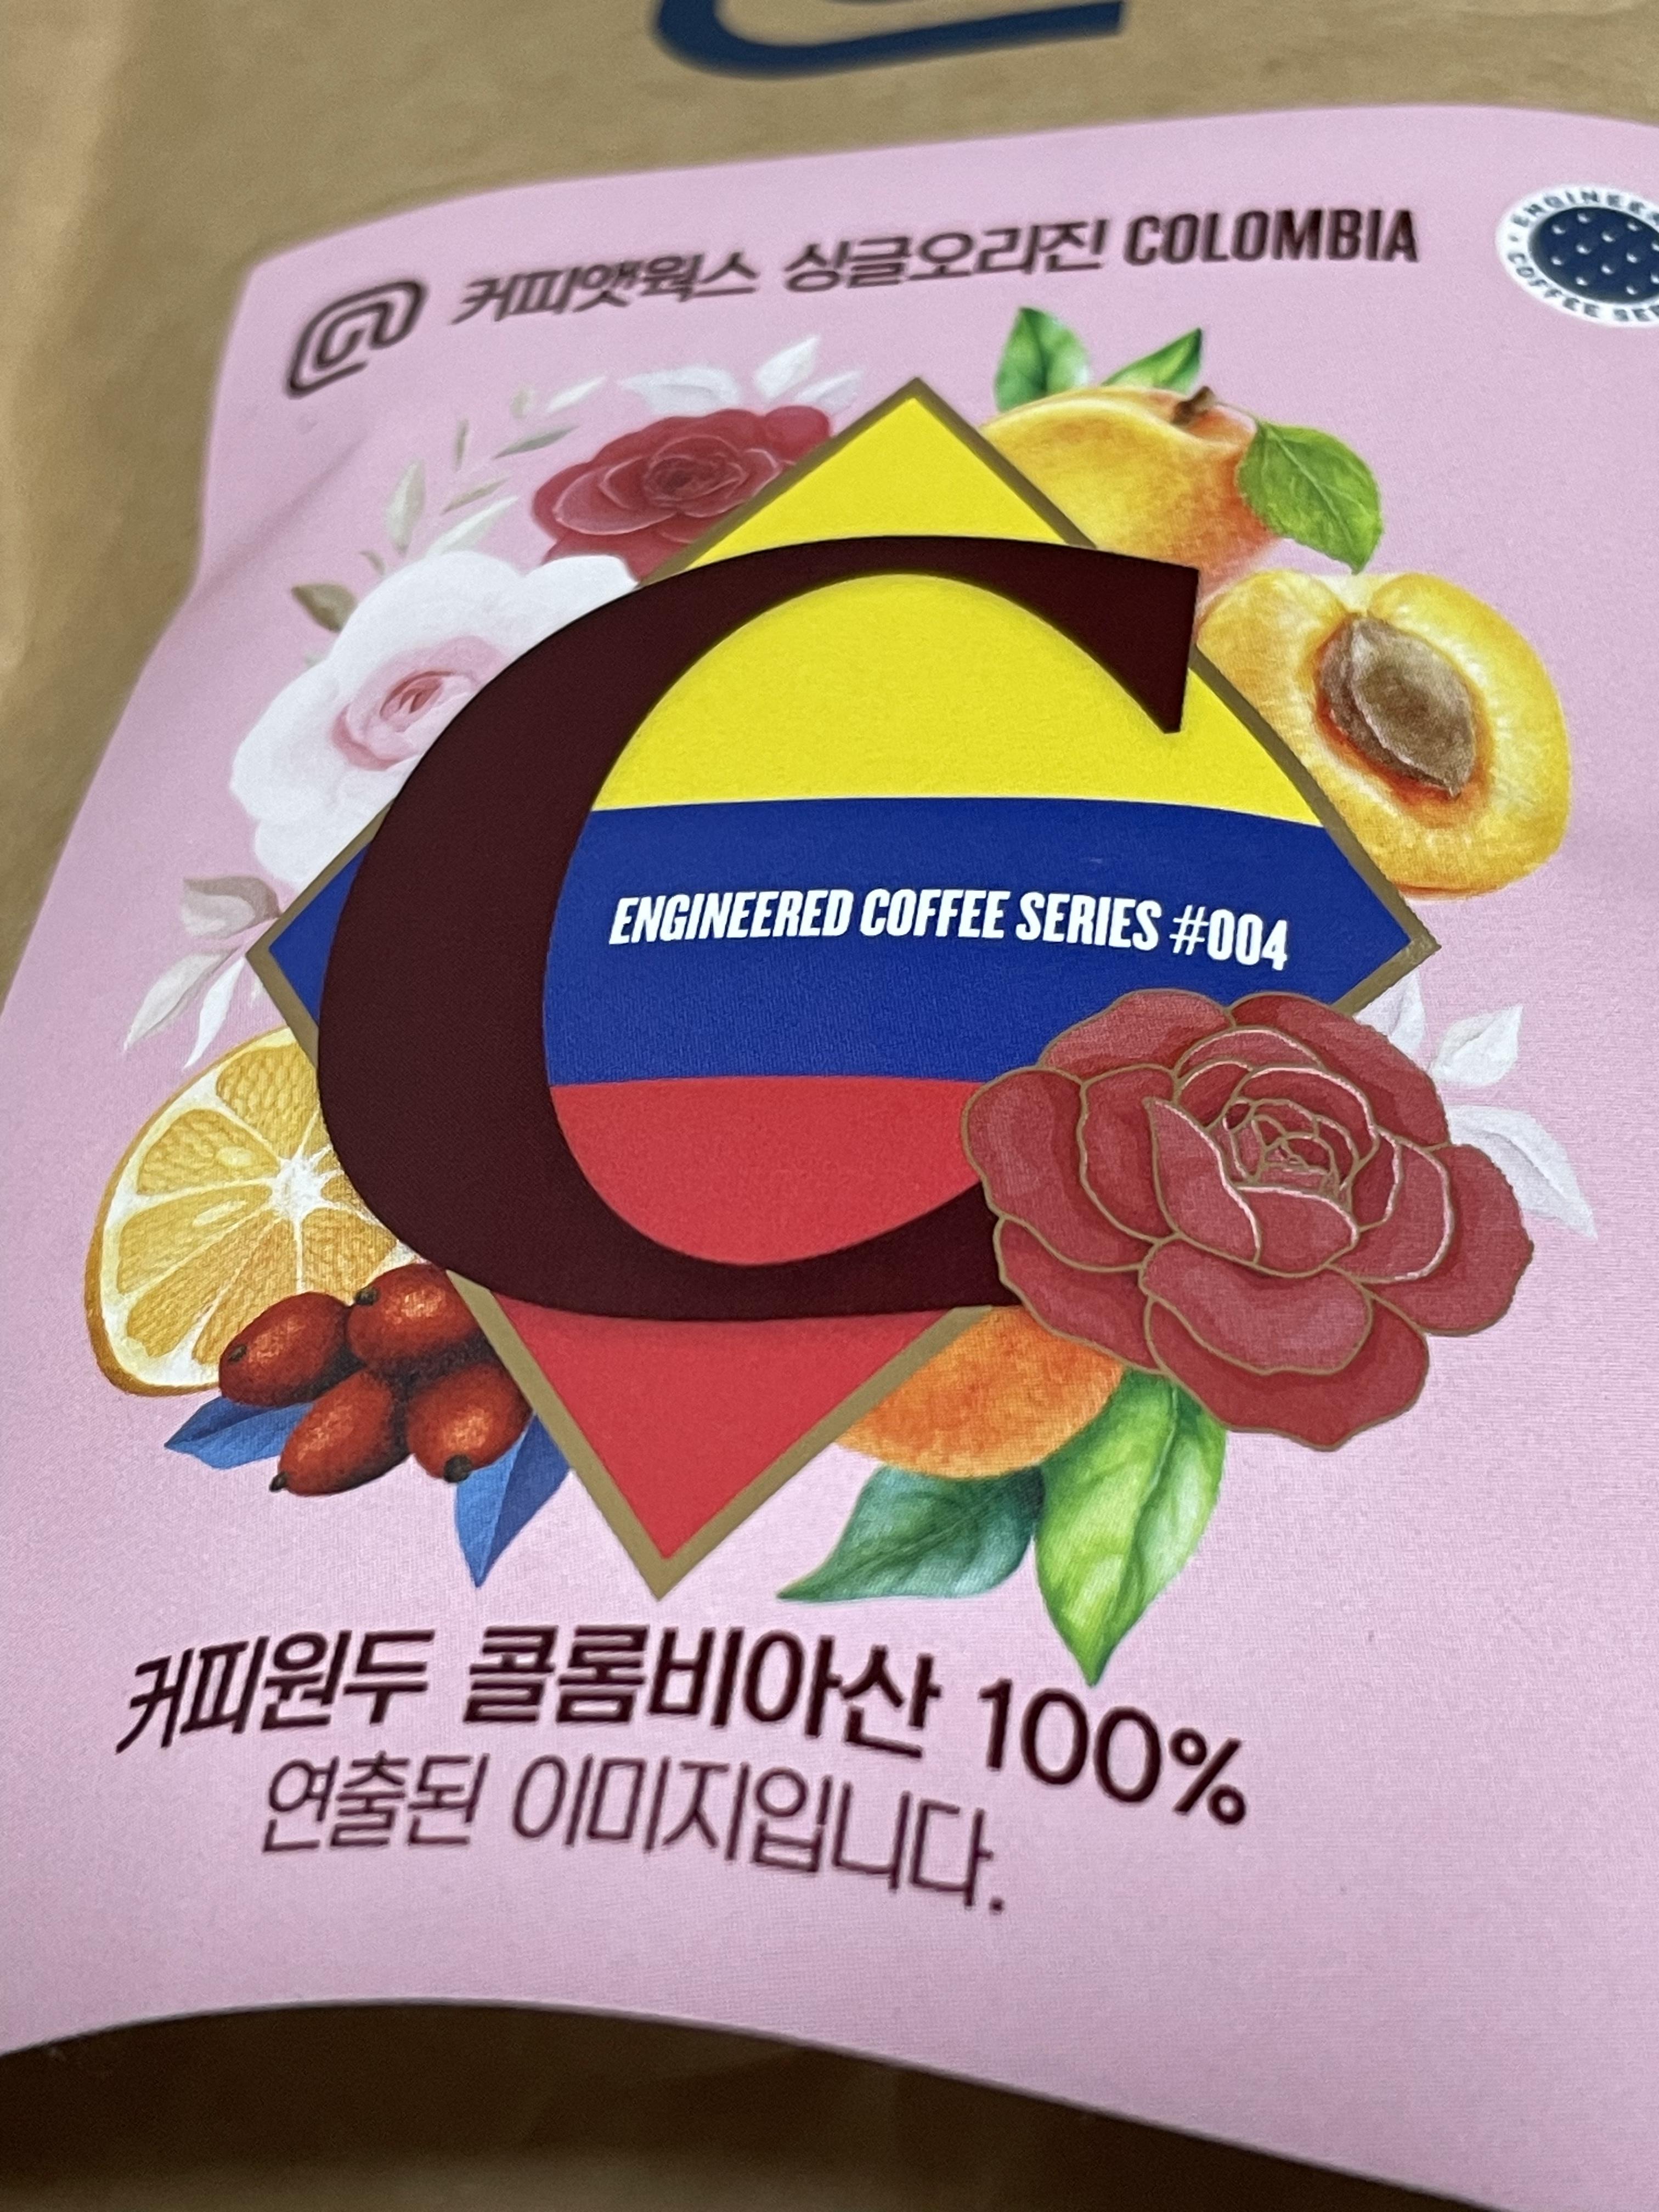 커피앳웍스 싱글오리진 COLOMBIA
C
ENGINEERED COFFEE SERIES #004
커피원두 콜롬비아산 100%
연출된 이미지입니다.